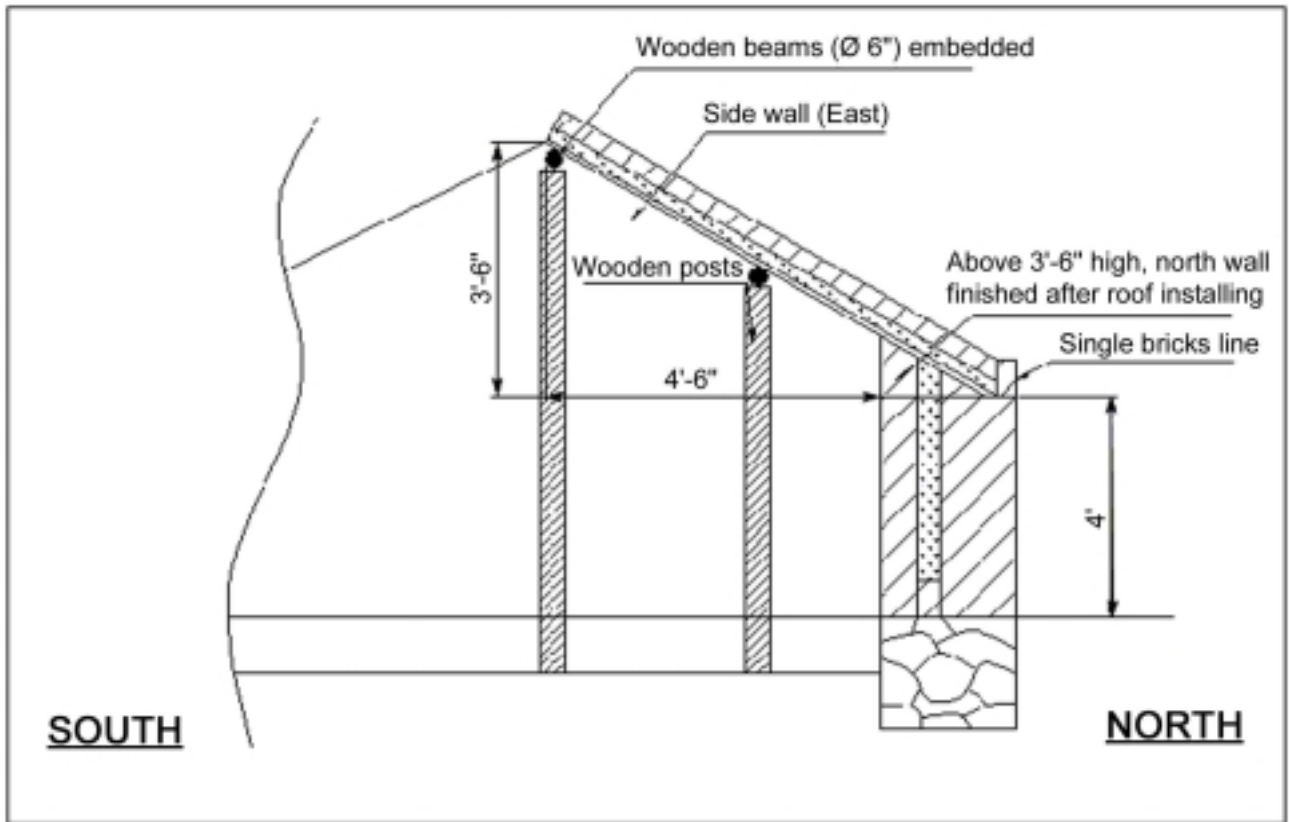 Wooden beams (Ø 6") embedded
Side wall (East)
3'-6"
Wooden posts
Above 3'-6" high, north wall
finished after roof installing
Single bricks line
4'-6"
4'
SOUTH
NORTH